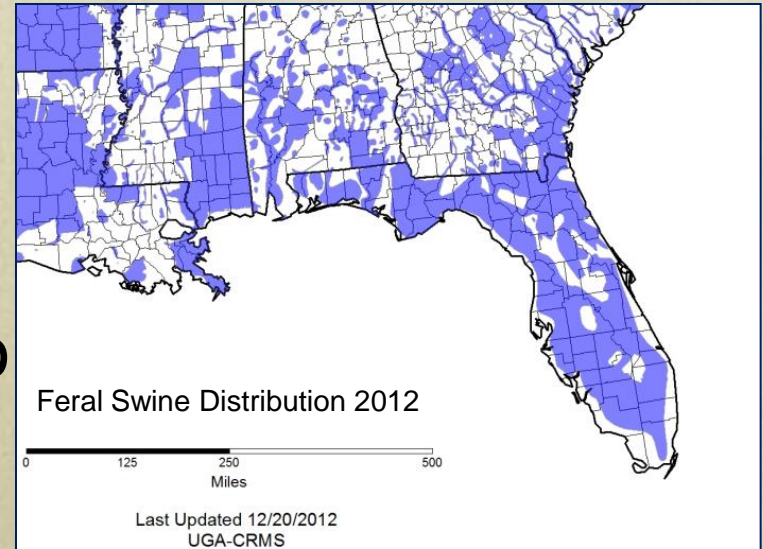 Feral Swine Distribution 2012
0 125 250 500
Miles
Last Updated 12/20/2012
UGA-CRMS